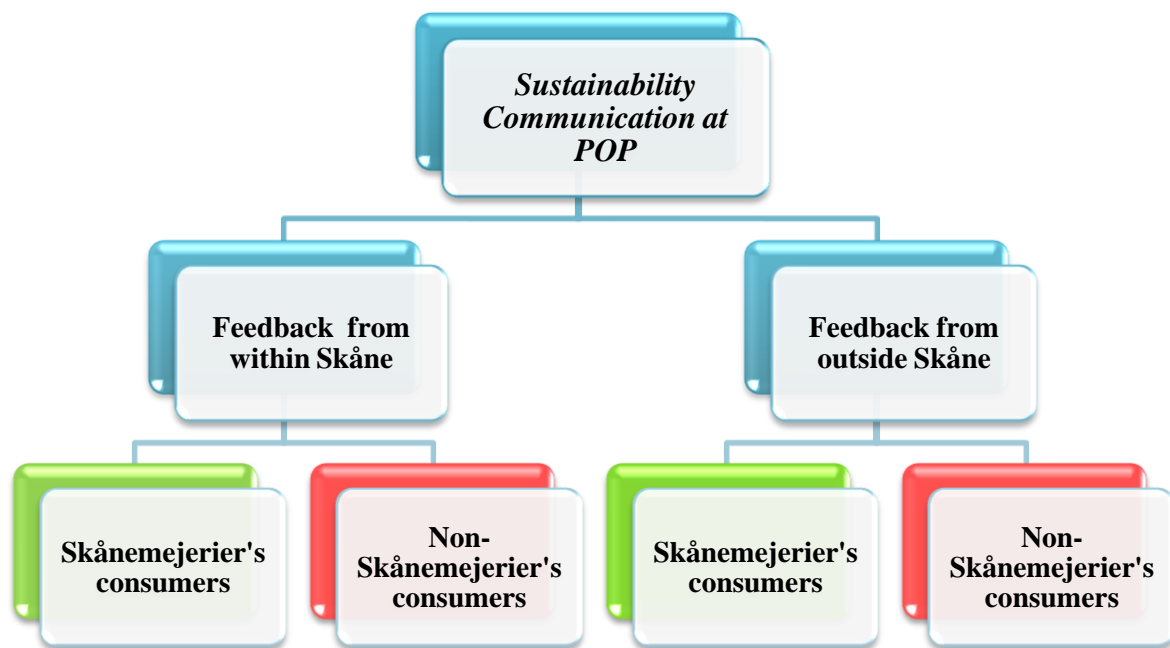 Sustainability
Communication at
POP
Feedback from
within Skåne
Feedback from
outside Skåne
Skånemejerier's
consumers
Non-
Skånemejerier's
consumers
Skånemejerier's
consumers
Non-
Skånemejerier's
consumers